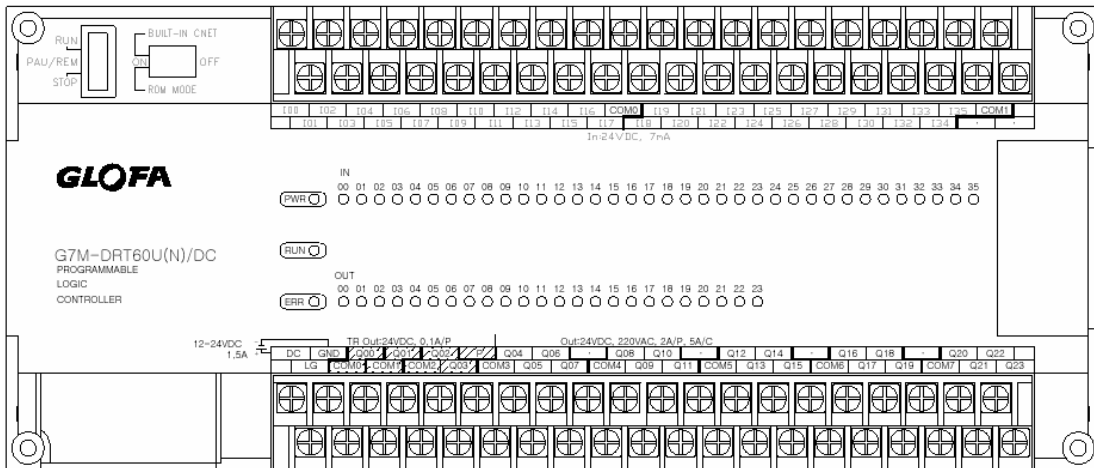 RUN
PAU/REM
STOP
BUILT-IN CNET
ON
OFF
ROM MODE
I00 I02 I04 I06 I08 I10 I12 I14 I16 COM0 I19 I21 I23 I25 I27 I29 I31 I33 I35 COM1
I01 I03 I05 I07 I09 I11 I13 I15 I17 I18 I20 I22 I24 I26 I28 I30 I32 I34 · ·
In:24VDC, 7mA
GLOFA
IN
00 01 02 03 04 05 06 07 08 09 10 11 12 13 14 15 16 17 18 19 20 21 22 23 24 25 26 27 28 29 30 31 32 33 34 35
PWR
RUN
G7M-DRT60U(N)/DC
PROGRAMMABLE
LOGIC
CONTROLLER
OUT
00 01 02 03 04 05 06 07 08 09 10 11 12 13 14 15 16 17 18 19 20 21 22 23
ERR
12-24VDC
1,5A
- +
TR Out:24VDC, 0,1A/P
Out:24VDC, 220VAC, 2A/P, 5A/C
DC GND Q00 Q01 Q02 P Q04 Q06 · Q08 Q10 · Q12 Q14 · Q16 Q18 · Q20 Q22
LG COM0 COM1 COM2 Q03 COM3 Q05 Q07 COM4 Q09 Q11 COM5 Q13 Q15 COM6 Q17 Q19 COM7 Q21 Q23